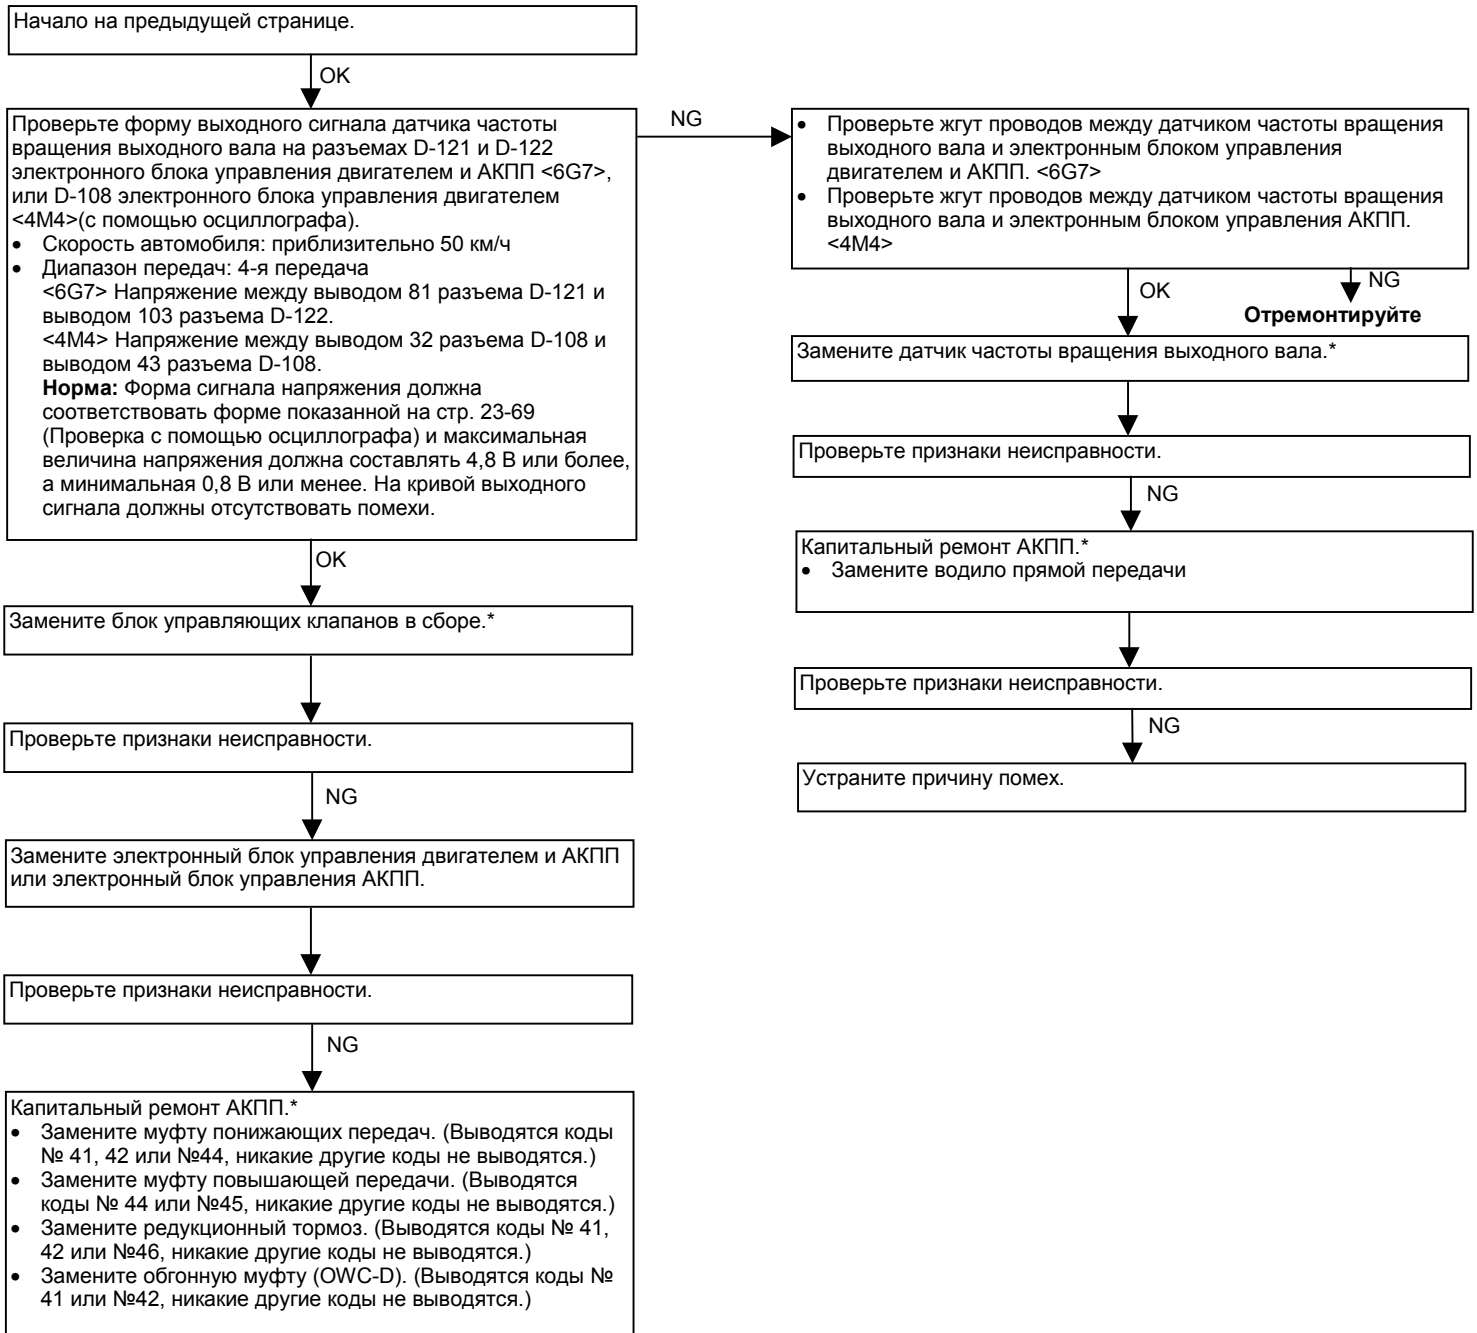 Начало на предыдущей странице.
OK
Проверьте форму выходного сигнала датчика частоты
вращения выходного вала на разъемах D-121 и D-122
электронного блока управления двигателем и АКПП <6G7>,
или D-108 электронного блока управления двигателем
<4M4>(с помощью осциллографа).
• Скорость автомобиля: приблизительно 50 км/ч
• Диапазон передач: 4-я передача
<6G7> Напряжение между выводом 81 разъема D-121 и
выводом 103 разъема D-122.
<4M4> Напряжение между выводом 32 разъема D-108 и
выводом 43 разъема D-108.
Норма: Форма сигнала напряжения должна
соответствовать форме показанной на стр. 23-69
(Проверка с помощью осциллографа) и максимальная
величина напряжения должна составлять 4,8 В или более,
а минимальная 0,8 В или менее. На кривой выходного
сигнала должны отсутствовать помехи.
OK
Замените блок управляющих клапанов в сборе.*
Проверьте признаки неисправности.
NG
Замените электронный блок управления двигателем и АКПП
или электронный блок управления АКПП.
Проверьте признаки неисправности.
NG
Капитальный ремонт АКПП.*
• Замените муфту понижающих передач. (Выводятся коды
№ 41, 42 или №44, никакие другие коды не выводятся.)
• Замените муфту повышающей передачи. (Выводятся
коды № 44 или №45, никакие другие коды не выводятся.)
• Замените редукционный тормоз. (Выводятся коды № 41,
42 или №46, никакие другие коды не выводятся.)
• Замените обгонную муфту (OWC-D). (Выводятся коды №
41 или №42, никакие другие коды не выводятся.)
NG
• Проверьте жгут проводов между датчиком частоты вращения
выходного вала и электронным блоком управления
двигателем и АКПП. <6G7>
• Проверьте жгут проводов между датчиком частоты вращения
выходного вала и электронным блоком управления АКПП.
<4M4>
NG
OK
Отремонтируйте
Замените датчик частоты вращения выходного вала.*
Проверьте признаки неисправности.
NG
Капитальный ремонт АКПП.*
• Замените водило прямой передачи
Проверьте признаки неисправности.
NG
Устраните причину помех.